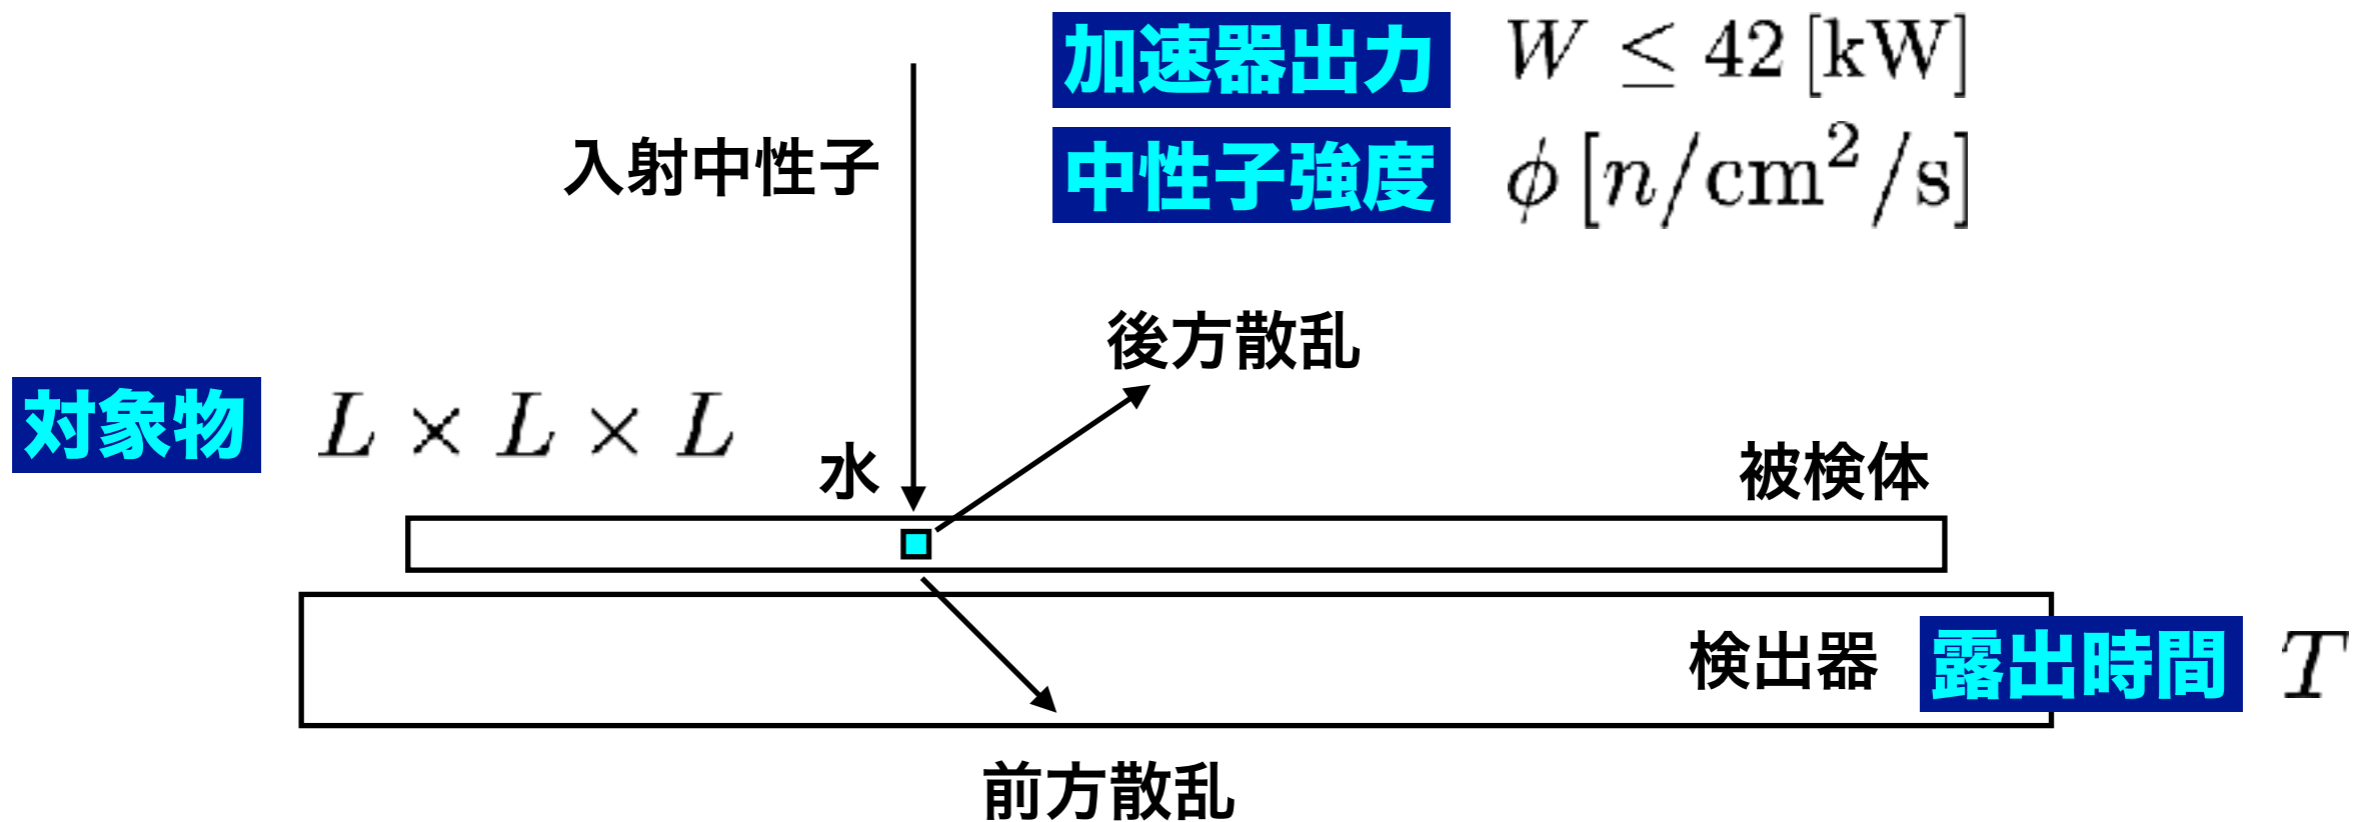 加速器出力 W ≤ 42 [kW]
入射中性子
中性子強度 ϕ [n/cm²/s]
後方散乱
対象物 L × L × L
水
被検体
検出器
露出時間 T
前方散乱